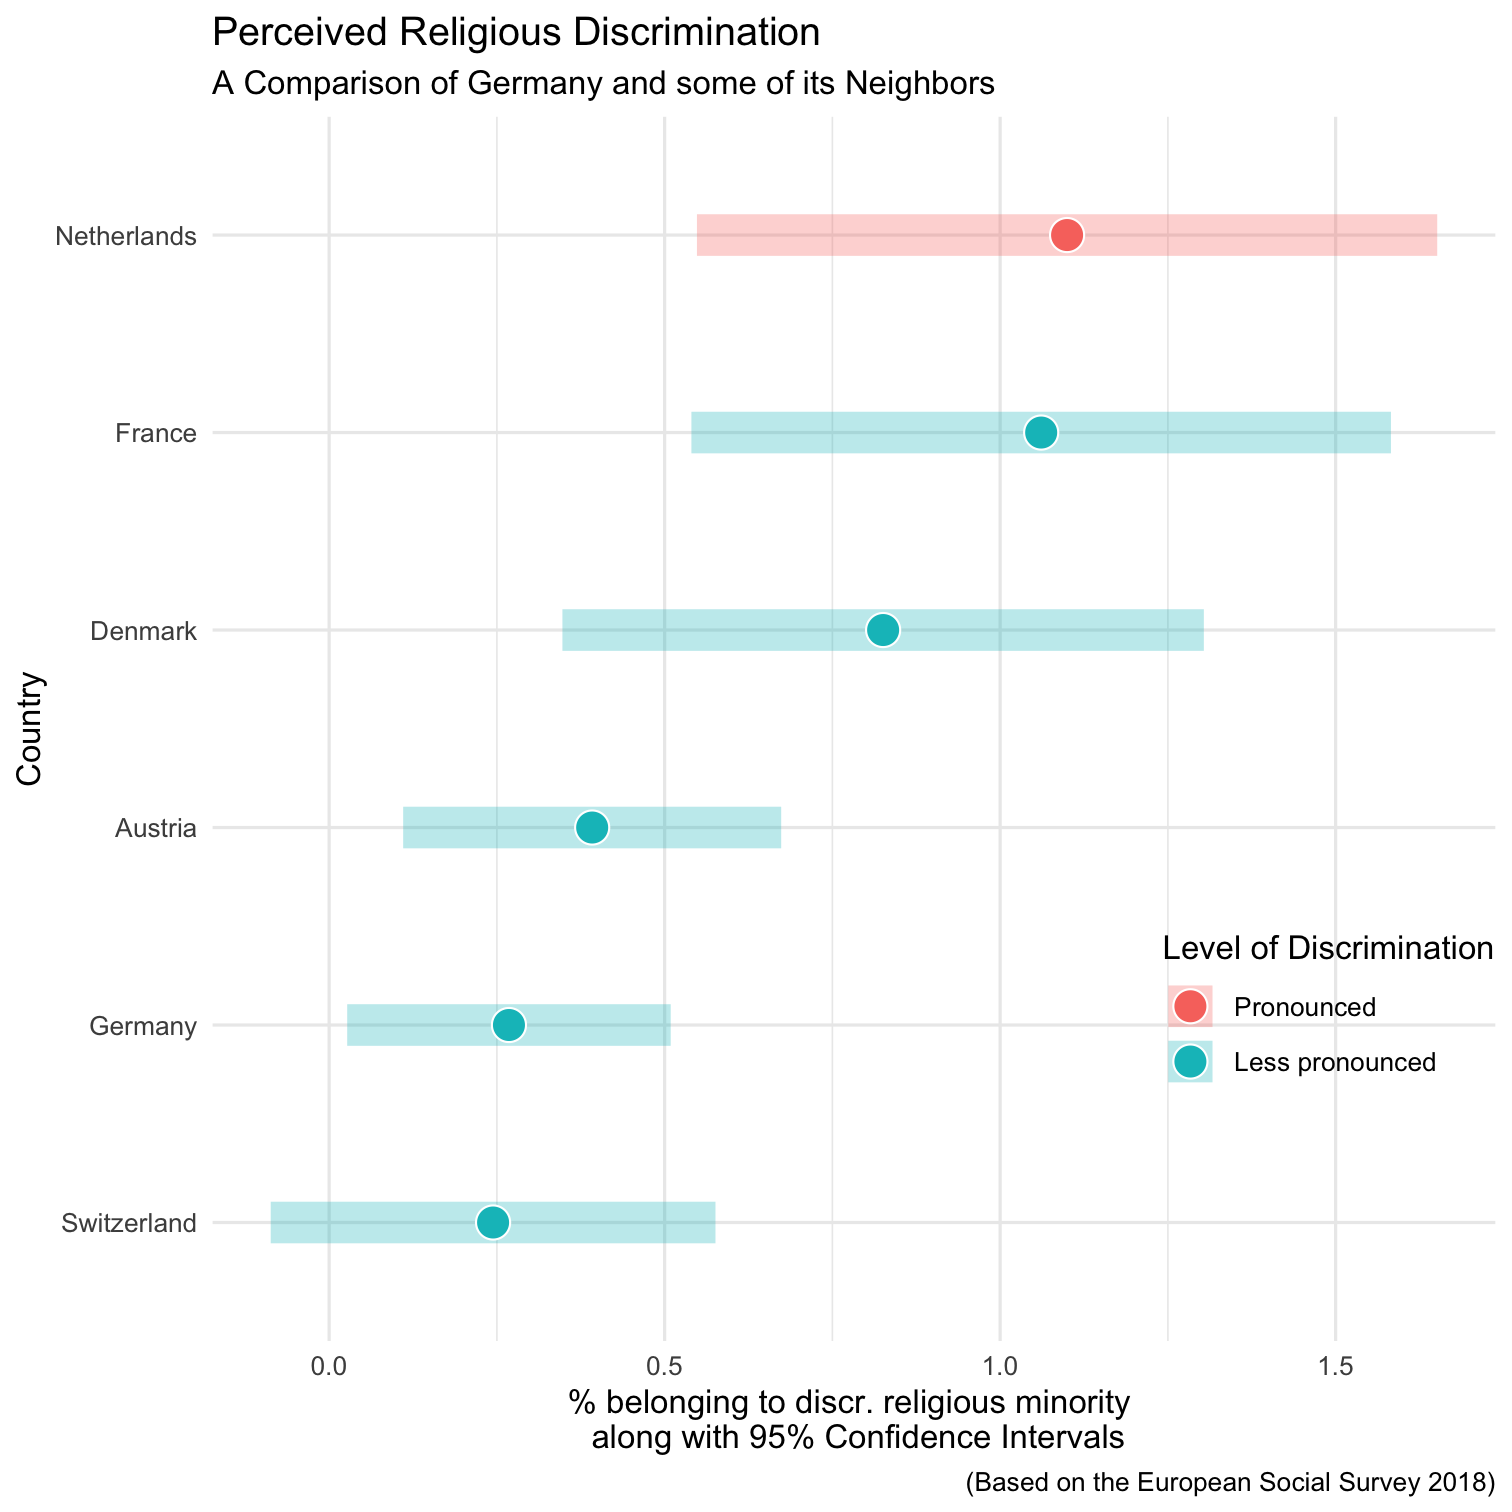 Perceived Religious Discrimination
A Comparison of Germany and some of its Neighbors
Netherlands
France
Denmark
Austria
Germany
Switzerland
Country
Level of Discrimination
Pronounced
Less pronounced
0.0
0.5
1.0
1.5
% belonging to discr. religious minority
along with 95% Confidence Intervals
(Based on the European Social Survey 2018)